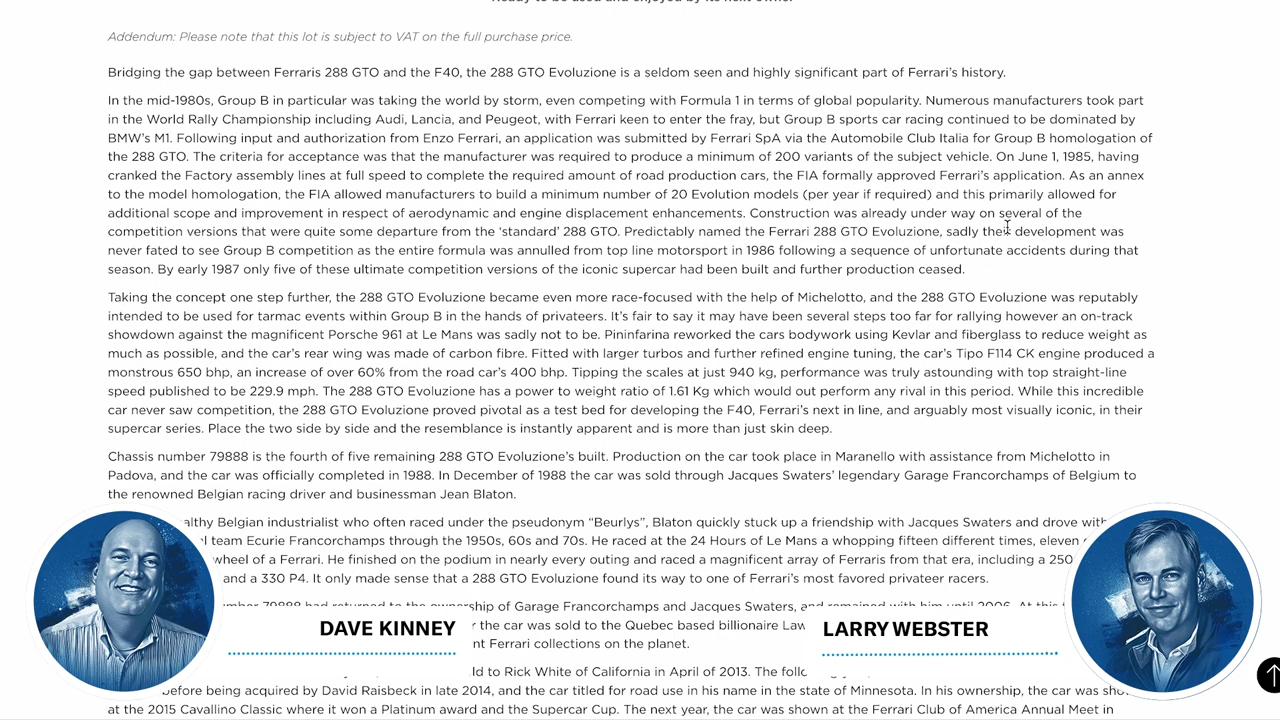 Ready to be used and enjoyed by its next owner
Addendum: Please note that this lot is subject to VAT on the full purchase price.
Bridging the gap between Ferraris 288 GTO and the F40, the 288 GTO Evoluzione is a seldom seen and highly significant part of Ferrari's history.
In the mid-1980s, Group B in particular was taking the world by storm, even competing with Formula 1 in terms of global popularity. Numerous manufacturers took part
in the World Rally Championship including Audi, Lancia, and Peugeot, with Ferrari keen to enter the fray, but Group B sports car racing continued to be dominated by
BMW's M1. Following input and authorization from Enzo Ferrari, an application was submitted by Ferrari SpA via the Automobile Club Italia for Group B homologation of
the 288 GTO. The criteria for acceptance was that the manufacturer was required to produce a minimum of 200 variants of the subject vehicle. On June 1, 1985, having
cranked the Factory assembly lines at full speed to complete the required amount of road production cars, the FIA formally approved Ferrari's application. As an annex
to the model homologation, the FIA allowed manufacturers to build a minimum number of 20 Evolution models (per year if required) and this primarily allowed for
additional scope and improvement in respect of aerodynamic and engine displacement enhancements. Construction was already under way on several of the
competition versions that were quite some departure from the 'standard' 288 GTO. Predictably named the Ferrari 288 GTO Evoluzione, sadly their development was
never fated to see Group B competition as the entire formula was annulled from top line motorsport in 1986 following a sequence of unfortunate accidents during that
season. By early 1987 only five of these ultimate competition versions of the iconic supercar had been built and further production ceased.
Taking the concept one step further, the 288 GTO Evoluzione became even more race-focused with the help of Michelotto, and the 288 GTO Evoluzione was reputably
intended to be used for tarmac events within Group B in the hands of privateers. It's fair to say it may have been several steps too far for rallying however an on-track
showdown against the magnificent Porsche 961 at Le Mans was sadly not to be. Pininfarina reworked the cars bodywork using Kevlar and fiberglass to reduce weight as
much as possible, and the car's rear wing was made of carbon fibre. Fitted with larger turbos and further refined engine tuning, the car's Tipo F114 CK engine produced a
monstrous 650 bhp, an increase of over 60% from the road car's 400 bhp. Tipping the scales at just 940 kg, performance was truly astounding with top straight-line
speed published to be 229.9 mph. The 288 GTO Evoluzione has a power to weight ratio of 1.61 Kg which would out perform any rival in this period. While this incredible
car never saw competition, the 288 GTO Evoluzione proved pivotal as a test bed for developing the F40, Ferrari's next in line, and arguably most visually iconic, in their
supercar series. Place the two side by side and the resemblance is instantly apparent and is more than just skin deep.
Chassis number 79888 is the fourth of five remaining 288 GTO Evoluzione's built. Production on the car took place in Maranello with assistance from Michelotto in
Padova, and the car was officially completed in 1988. In December of 1988 the car was sold through Jacques Swaters' legendary Garage Francorchamps of Belgium to
the renowned Belgian racing driver and businessman Jean Blaton.
althy Belgian industrialist who often raced under the pseudonym "Beurlys", Blaton quickly stuck up a friendship with Jacques Swaters and drove with
l team Ecurie Francorchamps through the 1950s, 60s and 70s. He raced at the 24 Hours of Le Mans a whopping fifteen different times, eleven
wheel of a Ferrari. He finished on the podium in nearly every outing and raced a magnificent array of Ferraris from that era, including a 250
and a 330 P4. It only made sense that a 288 GTO Evoluzione found its way to one of Ferrari's most favored privateer racers.
mber 79888 had returned to the ownership of Garage Francorchamps and Jacques Swaters, and remained with him until 2006. At this
the car was sold to the Quebec based billionaire Law
nt Ferrari collections on the planet.
DAVE KINNEY
LARRY WEBSTER
ld to Rick White of California in April of 2013. The
before being acquired by David Raisbeck in late 2014, and the car titled for road use in his name in the state of Minnesota. In his ownership, the car was
at the 2015 Cavallino Classic where it won a Platinum award and the Supercar Cup. The next year, the car was shown at the Ferrari Club of America Annual Meet in